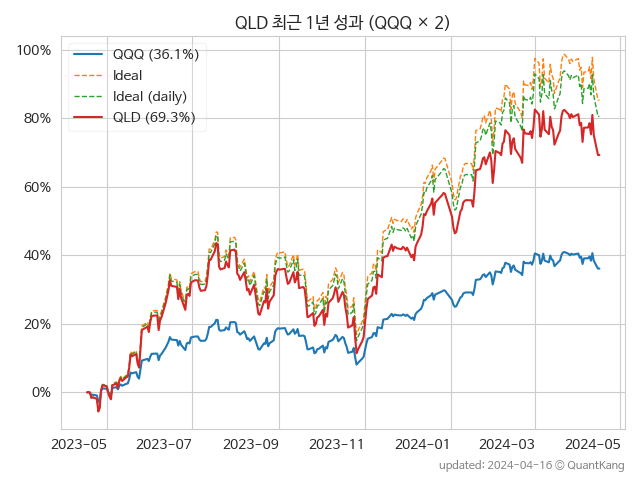 QLD 최근 1년 성과 (QQQ × 2)
100%
80%
60%
40%
20%
0%
QQQ (36.1%)
Ideal
Ideal (daily)
QLD (69.3%)
2023-05 2023-07 2023-09 2023-11 2024-01 2024-03 2024-05
updated: 2024-04-16 © QuantKang